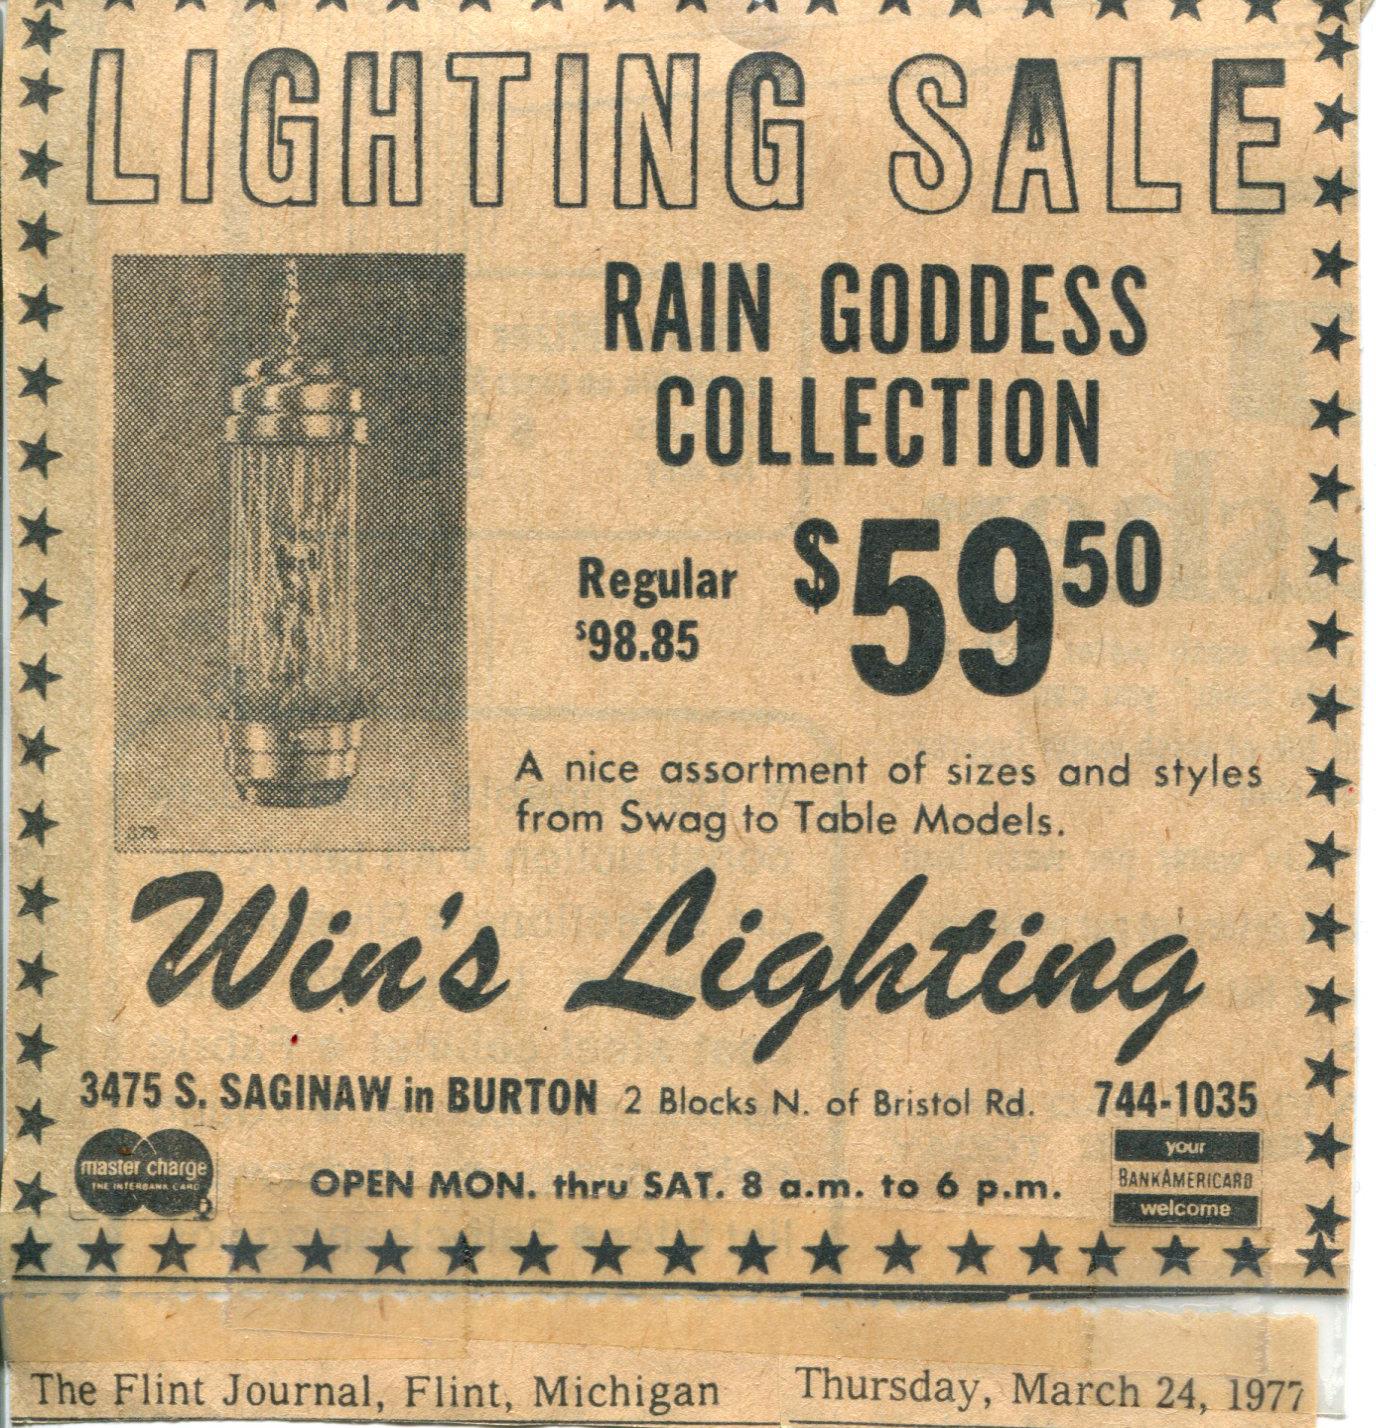 LIGHTING SALE
RAIN GODDESS
COLLECTION
Regular
$98.85
$59 50
A nice assortment of sizes and styles
from Swag to Table Models.
Win's Lighting
3475 S. SAGINAW in BURTON 2 Blocks N. of Bristol Rd. 744-1035
master charge
THE INTERBANK CARD
OPEN MON. thru SAT. 8 a.m. to 6 p.m.
your
BANKAMERICARD
welcome
The Flint Journal, Flint, Michigan Thursday, March 24, 1977